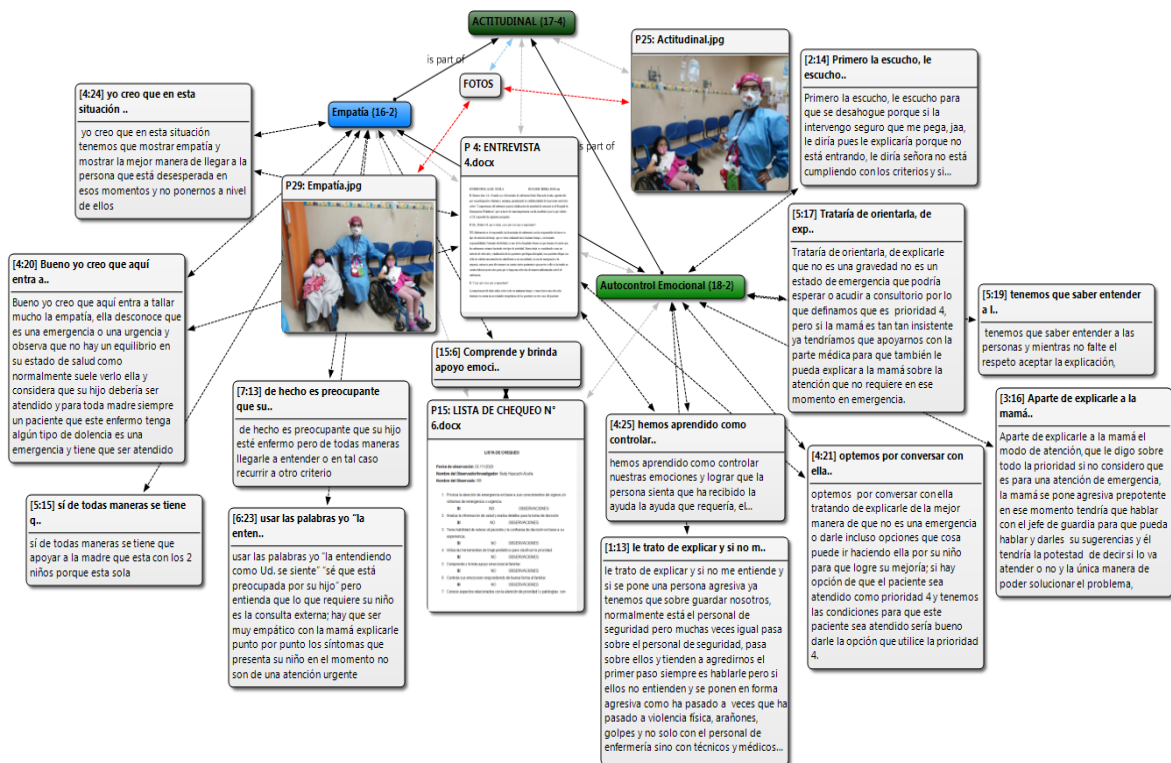 ACTITUDINAL {17-4}
is part of
FOTOS
Empatía {16-2}
P25: Actitudinal.jpg
[2:14] Primero la escucho, le
escucho..
Primero la escucho, le escucho para
que se desahogue porque si la
intervengo seguro que me pega, jaa,
le diría pues le explicaría porque no
está entrando, le diría señora no está
cumpliendo con los criterios y si...
[4:24] yo creo que en esta
situación ..
yo creo que en esta situación
tenemos que mostrar empatía y
mostrar la mejor manera de llegar a la
persona que está desesperada en
esos momentos y no ponernos a nivel
de ellos
P 4: ENTREVISTA
4.docx
is part of
P29: Empatía.jpg
[5:17] Trataría de orientarla, de
exp..
Trataría de orientarla, de explicarle
que no es una gravedad no es un
estado de emergencia que podría
esperar o acudir a consultorio por lo
que definamos que es prioridad 4,
pero si la mamá es tan tan insistente
ya tendríamos que apoyarnos con la
parte médica para que también le
pueda explicar a la mamá sobre la
atención que no requiere en ese
momento en emergencia.
[4:20] Bueno yo creo que aquí
entra a..
Bueno yo creo que aquí entra a tallar
mucho la empatía, ella desconoce que
es una emergencia o una urgencia y
observa que no hay un equilibrio en
su estado de salud como
normalmente suele verlo ella y
considera que su hijo debería ser
atendido y para toda madre siempre
un paciente que este enfermo tenga
algún tipo de dolencia es una
emergencia y tiene que ser atendido
Autocontrol Emocional {18-2}
[5:19] tenemos que saber entender
a l..
tenemos que saber entender a las
personas y mientras no falte el
respeto aceptar la explicación,
[15:6] Comprende y brinda
apoyo emoci..
[7:13] de hecho es preocupante
que su..
de hecho es preocupante que su hijo
esté enfermo pero de todas maneras
llegarle a entender o en tal caso
recurrir a otro criterio
P15: LISTA DE CHEQUEO N°
6.docx
LISTA DE CHEQUEO
[4:25] hemos aprendido como
controlar..
hemos aprendido como controlar
nuestras emociones y lograr que la
persona sienta que ha recibido la
ayuda la ayuda que requería, el...
[4:21] optemos por conversar con
ella..
optemos por conversar con ella
tratando de explicarle de la mejor
manera de que no es una emergencia
o darle incluso opciones que cosa
puede ir haciendo ella por su niño
para que logre su mejoría; si hay
opción de que el paciente sea
atendido como prioridad 4 y tenemos
las condiciones para que este
paciente sea atendido sería bueno
darle la opción que utilice la prioridad
4.
[3:16] Aparte de explicarle a la
mamá..
Aparte de explicarle a la mamá el
modo de atención, que le digo sobre
todo la prioridad si no considero que
es para una atención de emergencia,
la mamá se pone agresiva prepotente
en ese momento tendría que hablar
con el jefe de guardia para que pueda
hablar y darles su sugerencias y él
tendría la potestad de decir si lo va
atender o no y la única manera de
poder solucionar el problema,
[5:15] sí de todas maneras se tiene
q..
sí de todas maneras se tiene que
apoyar a la madre que esta con los 2
niños porque esta sola
[6:23] usar las palabras yo "la
enten..
usar las palabras yo "la entiendo
como Ud. se siente" "sé que está
preocupada por su hijo" pero
entienda que lo que requiere su niño
es la consulta externa; hay que ser
muy empático con la mamá explicarle
punto por punto los síntomas que
presenta su niño en el momento no
son de una atención urgente
[1:13] le trato de explicar y si no m..
le trato de explicar y si no me entiende y
si se pone una persona agresiva ya
tenemos que sobre guardar nosotros,
normalmente está el personal de
seguridad pero muchas veces igual pasa
sobre el personal de seguridad, pasa
sobre ellos y tienden a agredirnos el
primer paso siempre es hablarle pero si
ellos no entienden y se ponen en forma
agresiva como ha pasado a veces que ha
pasado a violencia física, arañones,
golpes y no solo con el personal de
enfermería sino con técnicos y médicos...